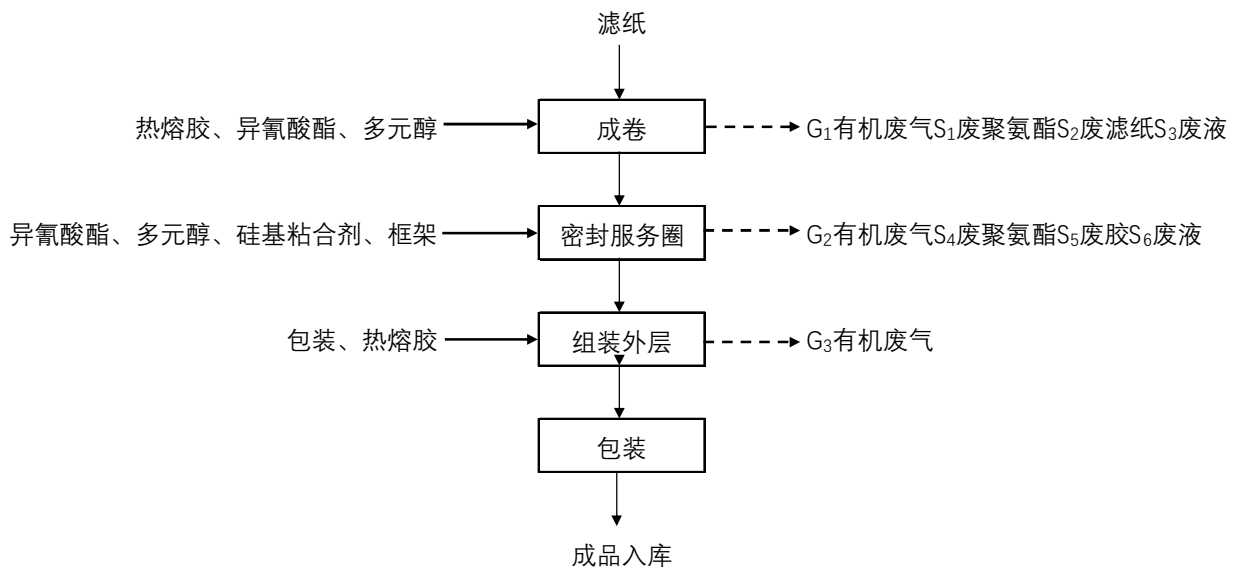 滤纸
热熔胶、异氰酸酯、多元醇
成卷
G₁有机废气S₁废聚氨酯S₂废滤纸S₃废液
异氰酸酯、多元醇、硅基粘合剂、框架
密封服务圈
G₂有机废气S₄废聚氨酯S₅废胶S₆废液
包装、热熔胶
组装外层
G₃有机废气
包装
成品入库